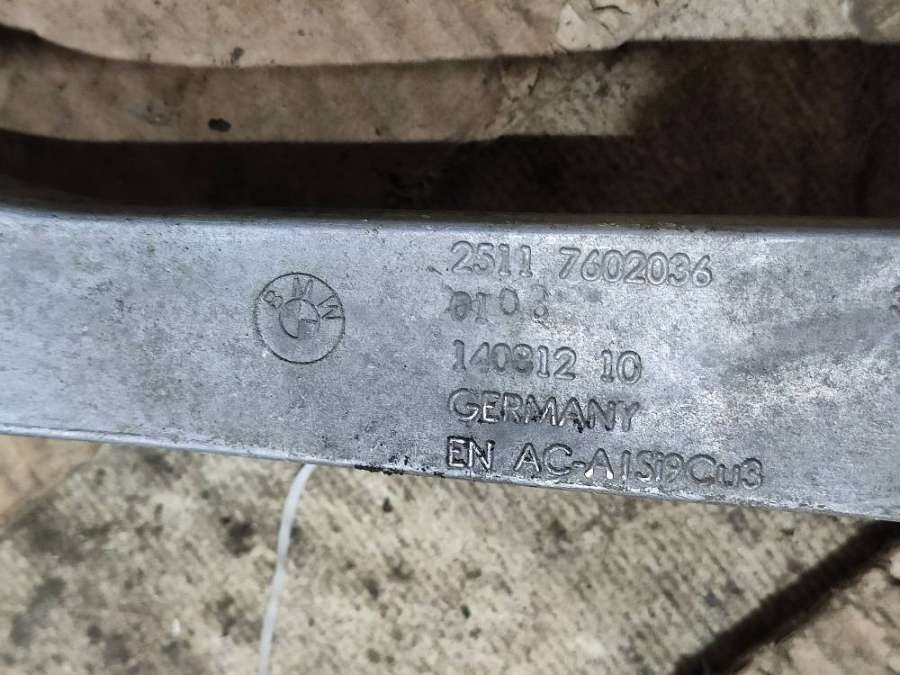 BMW
2511 7602036
140812 10
GERMANY
EN AC-AlSi9Cu3